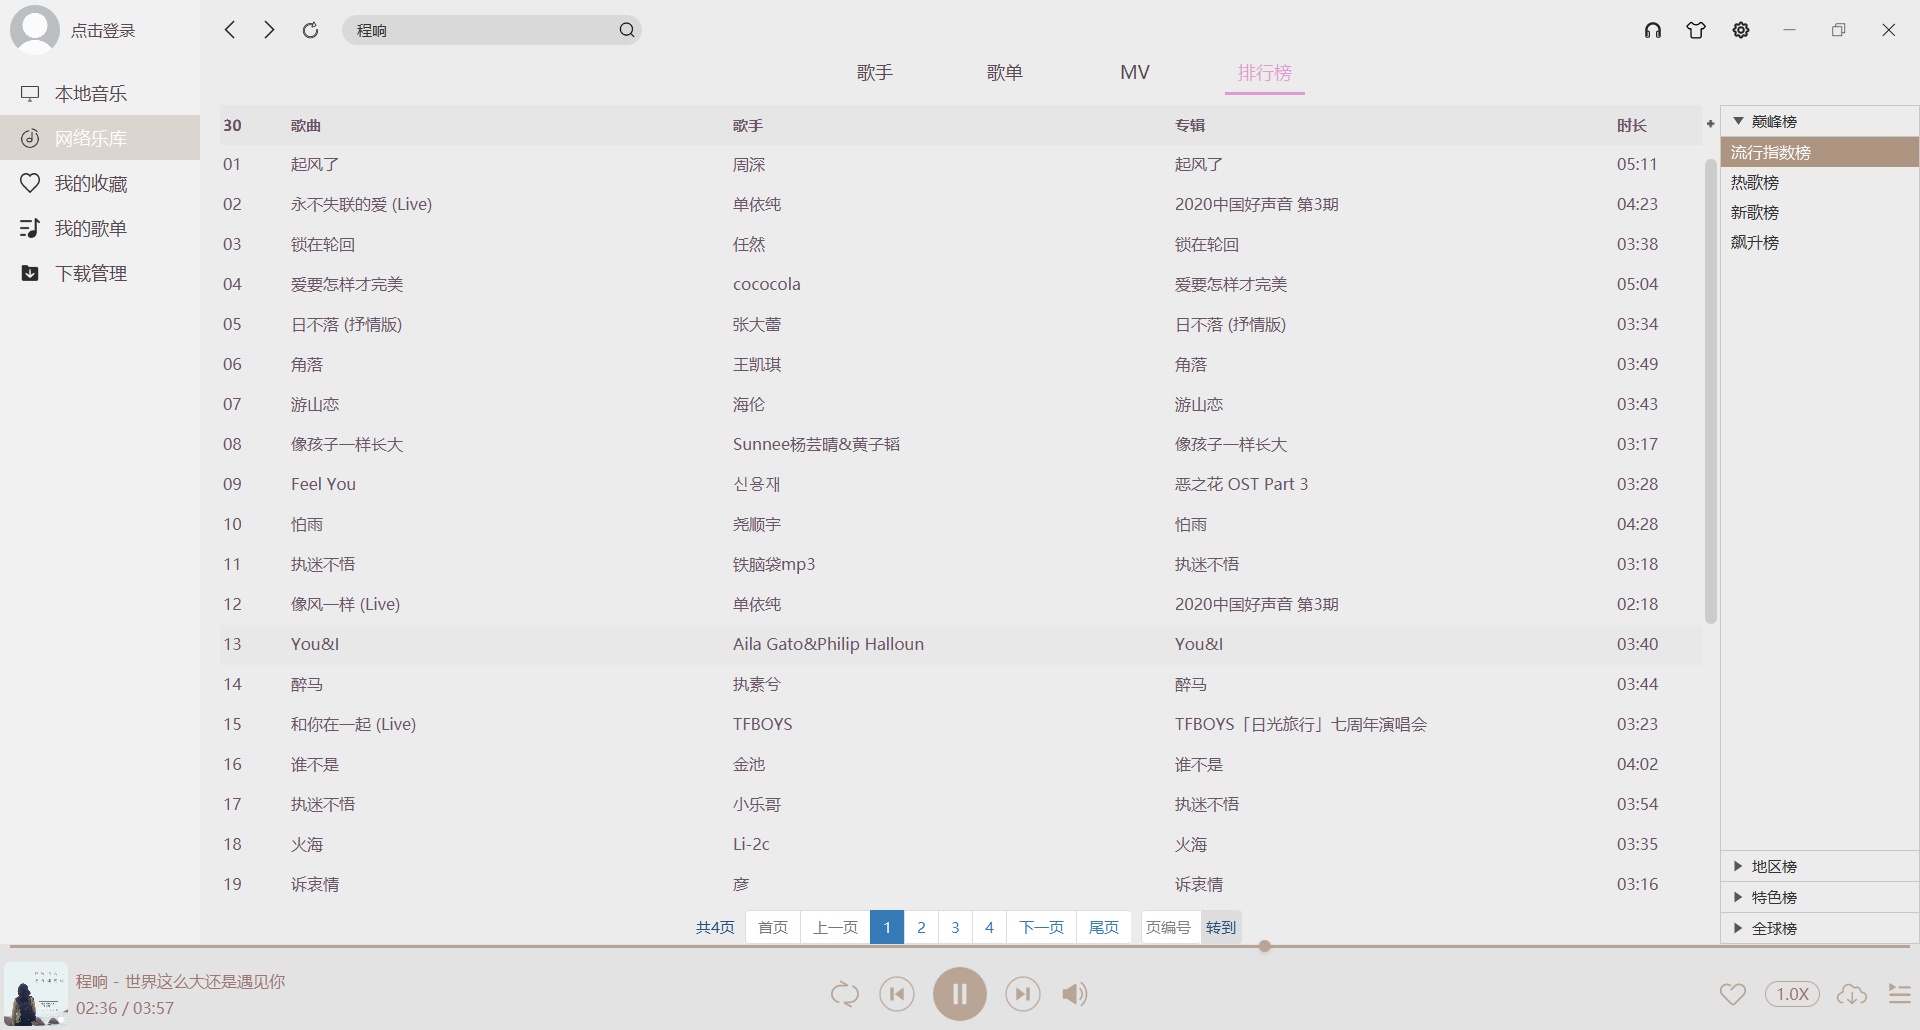 点击登录
程响
歌手 歌单 MV 排行榜
本地音乐
网络乐库
我的收藏
我的歌单
下载管理
30 歌曲 歌手 专辑 时长
01 起风了 周深 起风了 05:11
02 永不失联的爱 (Live) 单依纯 2020中国好声音 第3期 04:23
03 锁在轮回 任然 锁在轮回 03:38
04 爱要怎样才完美 cococola 爱要怎样才完美 05:04
05 日不落 (抒情版) 张大蕾 日不落 (抒情版) 03:34
06 角落 王凯琪 角落 03:49
07 游山恋 海伦 游山恋 03:43
08 像孩子一样长大 Sunnee杨芸晴&黄子韬 像孩子一样长大 03:17
09 Feel You 신용재 恶之花 OST Part 3 03:28
10 怕雨 尧顺宇 怕雨 04:28
11 执迷不悟 铁脑袋mp3 执迷不悟 03:18
12 像风一样 (Live) 单依纯 2020中国好声音 第3期 02:18
13 You&I Aila Gato&Philip Halloun You&I 03:40
14 醉马 执素兮 醉马 03:44
15 和你在一起 (Live) TFBOYS TFBOYS「日光旅行」七周年演唱会 03:23
16 谁不是 金池 谁不是 04:02
17 执迷不悟 小乐哥 执迷不悟 03:54
18 火海 Li-2c 火海 03:35
19 诉衷情 彦 诉衷情 03:16
巅峰榜
流行指数榜
热歌榜
新歌榜
飙升榜
地区榜
特色榜
全球榜
共4页 首页 上一页 1 2 3 4 下一页 尾页 页编号 转到
程响 - 世界这么大还是遇见你
02:36 / 03:57
1.0X